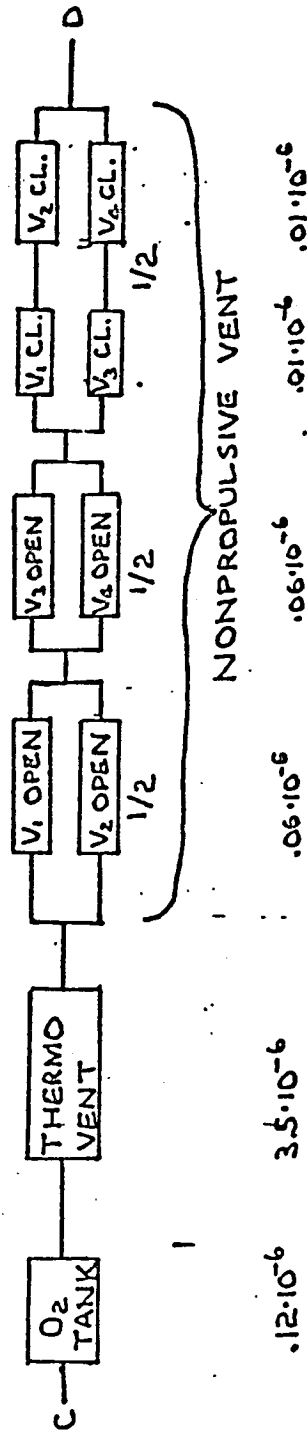 C
O₂ TANK
THERMO VENT
V₁ OPEN
V₂ OPEN
1/2
V₃ OPEN
V₄ OPEN
1/2
V₁ CL.
V₂ CL.
V₃ CL.
V₄ CL.
1/2
D
NONPROPULSIVE VENT
.12·10⁻⁶
3.5·10⁻⁶
.06·10⁻⁶
.06·10⁻⁶
.01·10⁻⁶
.01·10⁻⁶